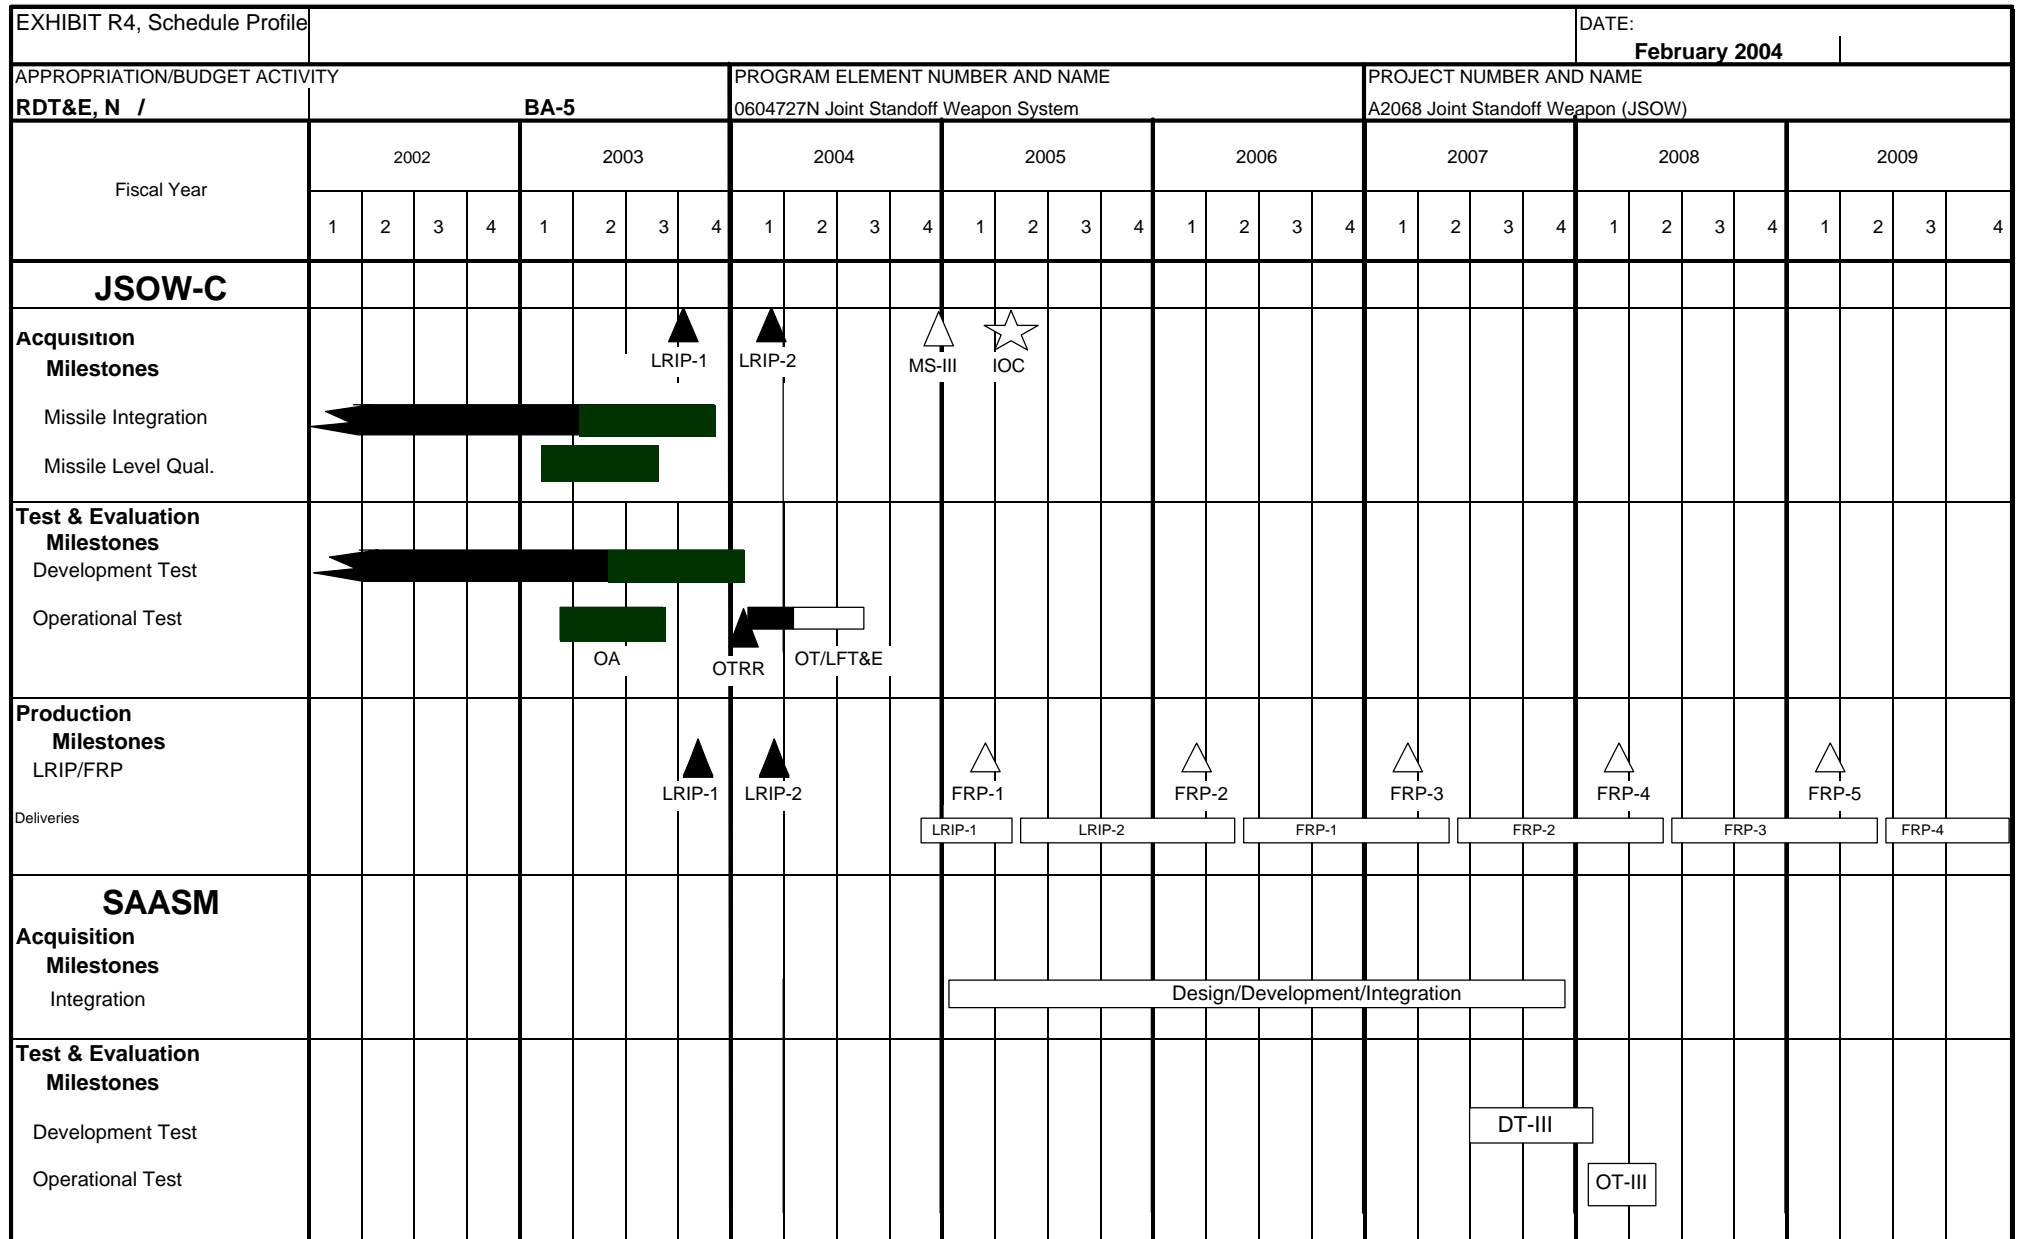 EXHIBIT R4, Schedule Profile
DATE:
February 2004
APPROPRIATION/BUDGET ACTIVITY
PROGRAM ELEMENT NUMBER AND NAME
PROJECT NUMBER AND NAME
RDT&E, N /
BA-5
0604727N Joint Standoff Weapon System
A2068 Joint Standoff Weapon (JSOW)
Fiscal Year
2002 2003 2004 2005 2006 2007 2008 2009
1 2 3 4 1 2 3 4 1 2 3 4 1 2 3 4 1 2 3 4 1 2 3 4 1 2 3 4 1 2 3 4
JSOW-C
Acquisition
Milestones
LRIP-1 LRIP-2 MS-III IOC
Missile Integration
Missile Level Qual.
Test & Evaluation
Milestones
Development Test
Operational Test
OA OTRR OT/LFT&E
Production
Milestones
LRIP/FRP
LRIP-1 LRIP-2 FRP-1 FRP-2 FRP-3 FRP-4 FRP-5
Deliveries
LRIP-1 LRIP-2 FRP-1 FRP-2 FRP-3 FRP-4
SAASM
Acquisition
Milestones
Integration
Design/Development/Integration
Test & Evaluation
Milestones
Development Test
DT-III
Operational Test
OT-III